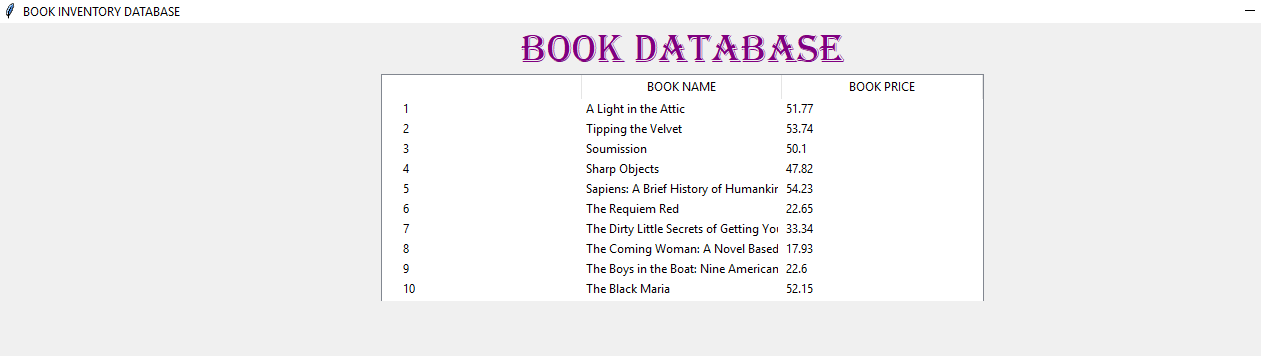 BOOK INVENTORY DATABASE
BOOK DATABASE
BOOK NAME BOOK PRICE
1 A Light in the Attic 51.77
2 Tipping the Velvet 53.74
3 Soumission 50.1
4 Sharp Objects 47.82
5 Sapiens: A Brief History of Humankin 54.23
6 The Requiem Red 22.65
7 The Dirty Little Secrets of Getting You 33.34
8 The Coming Woman: A Novel Based 17.93
9 The Boys in the Boat: Nine American 22.6
10 The Black Maria 52.15